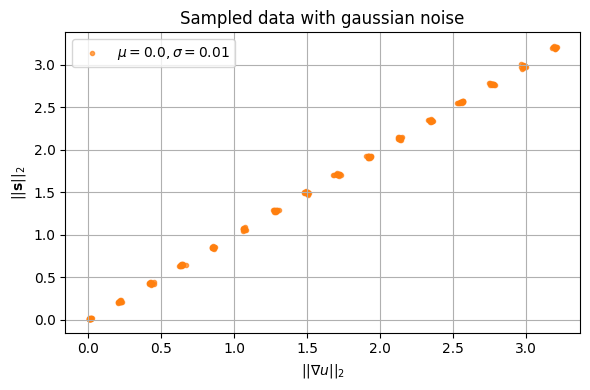 Sampled data with gaussian noise
μ = 0.0, σ = 0.01
3.0
2.5
2.0
1.5
1.0
0.5
0.0
||s||₂
0.0 0.5 1.0 1.5 2.0 2.5 3.0
||∇u||₂